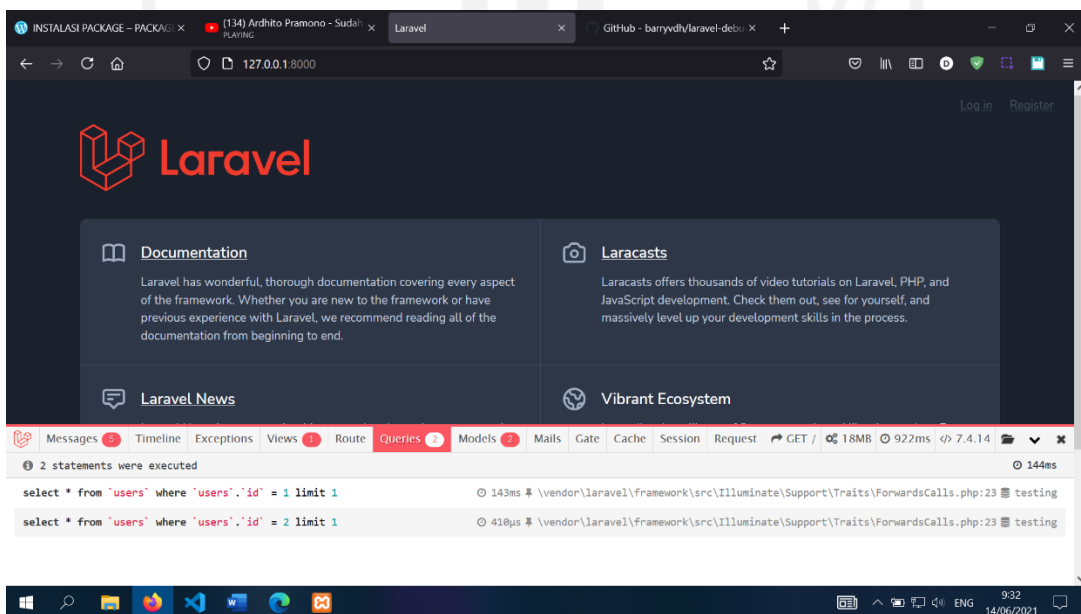 INSTALASI PACKAGE – PACKAGE
(134) Ardhito Pramono - Sudah
PLAYING
Laravel
GitHub - barryvdh/laravel-debu
127.0.0.1:8000
Log in Register
Laravel
Documentation
Laravel has wonderful, thorough documentation covering every aspect
of the framework. Whether you are new to the framework or have
previous experience with Laravel, we recommend reading all of the
documentation from beginning to end.
Laracasts
Laracasts offers thousands of video tutorials on Laravel, PHP, and
JavaScript development. Check them out, see for yourself, and
massively level up your development skills in the process.
Laravel News
Vibrant Ecosystem
Messages 5 Timeline Exceptions Views 1 Route Queries 2 Models 2 Mails Gate Cache Session Request GET / 18MB 922ms </> 7.4.14
2 statements were executed 144ms
select * from `users` where `users`.`id` = 1 limit 1 143ms \vendor\laravel\framework\src\Illuminate\Support\Traits\ForwardsCalls.php:23 testing
select * from `users` where `users`.`id` = 2 limit 1 410μs \vendor\laravel\framework\src\Illuminate\Support\Traits\ForwardsCalls.php:23 testing
ENG
9:32
14/06/2021